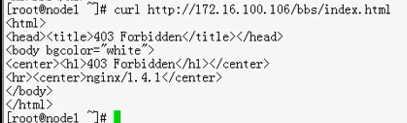 [root@node1 ~]# curl http://172.16.100.106/bbs/index.html
<html>
<head><title>403 Forbidden</title></head>
<body bgcolor="white">
<center><h1>403 Forbidden</h1></center>
<hr><center>nginx/1.4.1</center>
</body>
</html>
[root@node1 ~]#